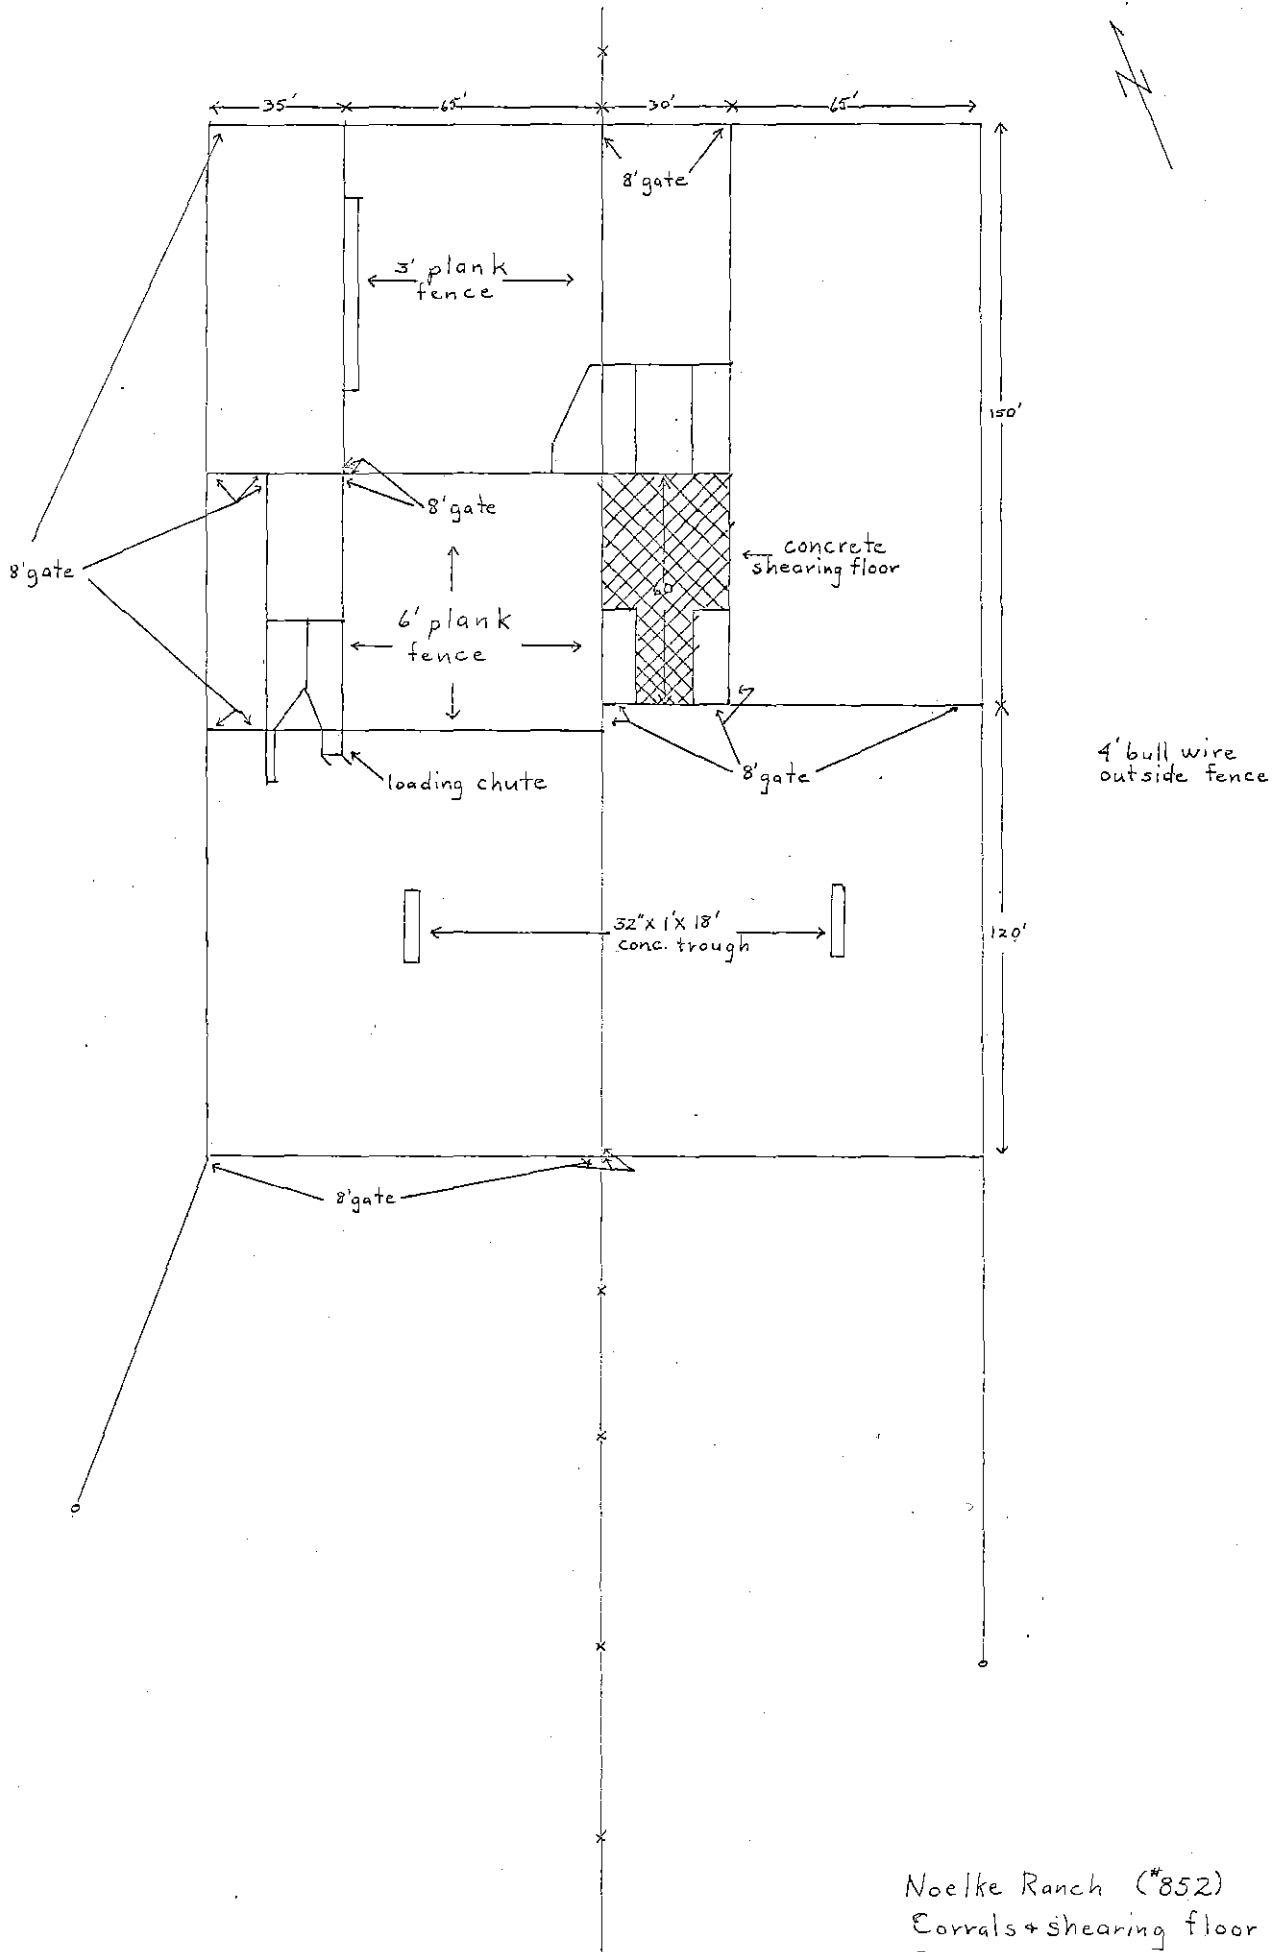 N
35' 65' 30' 65'
8' gate
3' plank
fence
150'
8' gate
concrete
shearing floor
8' gate
6' plank
fence
4' bull wire
outside fence
8' gate
loading chute
32" X 1' X 18'
conc. trough
120'
8' gate
Noelke Ranch (#852)
Corrals + shearing floor